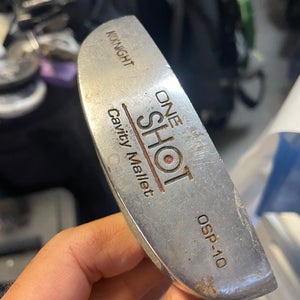 KNIGHT
ONE
SHOT
Cavity Mallet
OSP-10